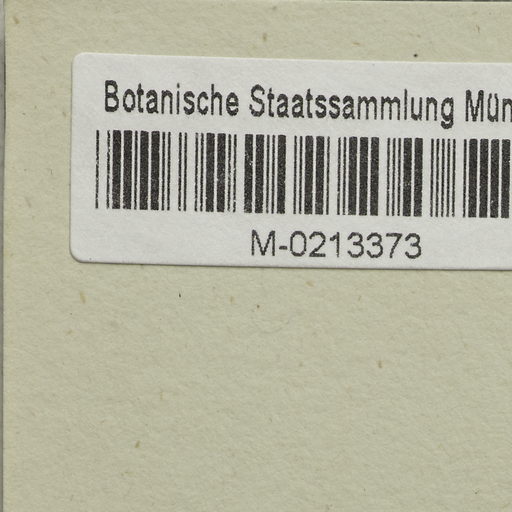 Botanische Staatssammlung Mün
M-0213373